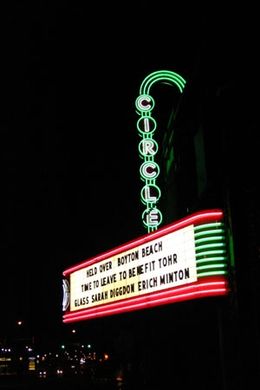 CIRCLE
HELD OVER BOYTON BEACH
TIME TO LEAVE TO BENEFIT TOHR
GLASS SARAH DIGGDON ERICH MINTON